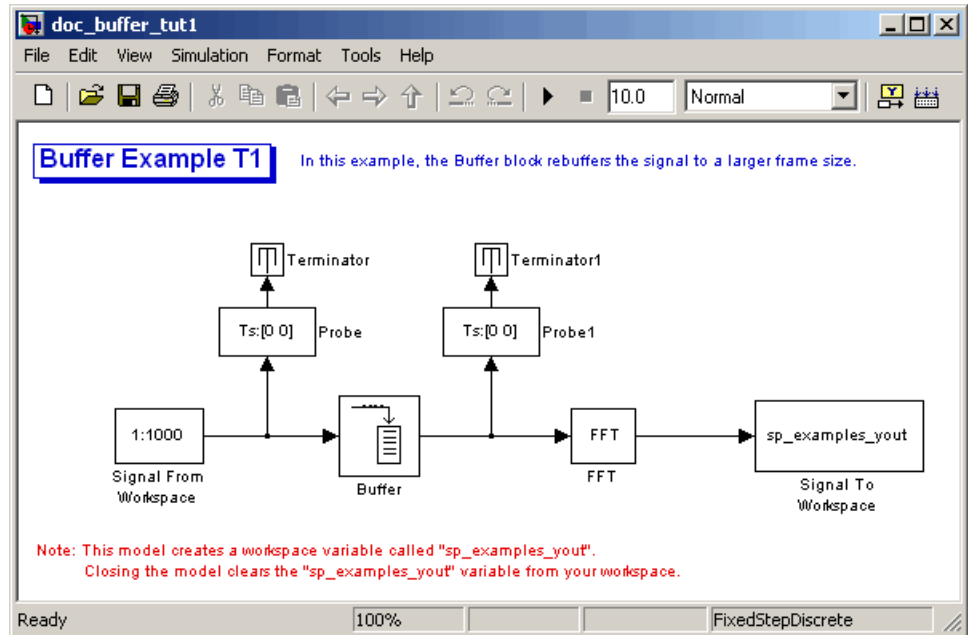 doc_buffer_tut1
File Edit View Simulation Format Tools Help
10.0 Normal
Buffer Example T1
In this example, the Buffer block rebuffers the signal to a larger frame size.
Terminator
Terminator1
Ts:[0 0]
Probe
Ts:[0 0]
Probe1
1:1000
FFT
sp_examples_yout
Signal From
Workspace
Buffer
FFT
Signal To
Workspace
Note: This model creates a workspace variable called "sp_examples_yout".
Closing the model clears the "sp_examples_yout" variable from your workspace.
Ready 100% FixedStepDiscrete